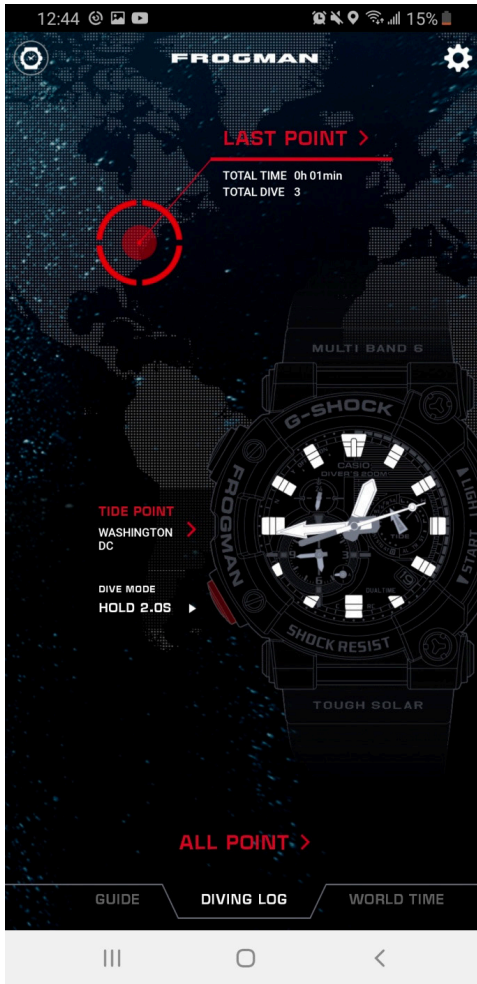 12:44
15%
FROGMAN
LAST POINT >
TOTAL TIME 0h 01min
TOTAL DIVE 3
MULTI BAND 6
G-SHOCK
CASIO
DIVER'S 200M
FROGMAN
LIGHT
START
TIDE
DUALTIME
TIDE POINT
WASHINGTON >
DC
DIVE MODE
HOLD 2.0S
SHOCK RESIST
TOUGH SOLAR
ALL POINT >
GUIDE
DIVING LOG
WORLD TIME